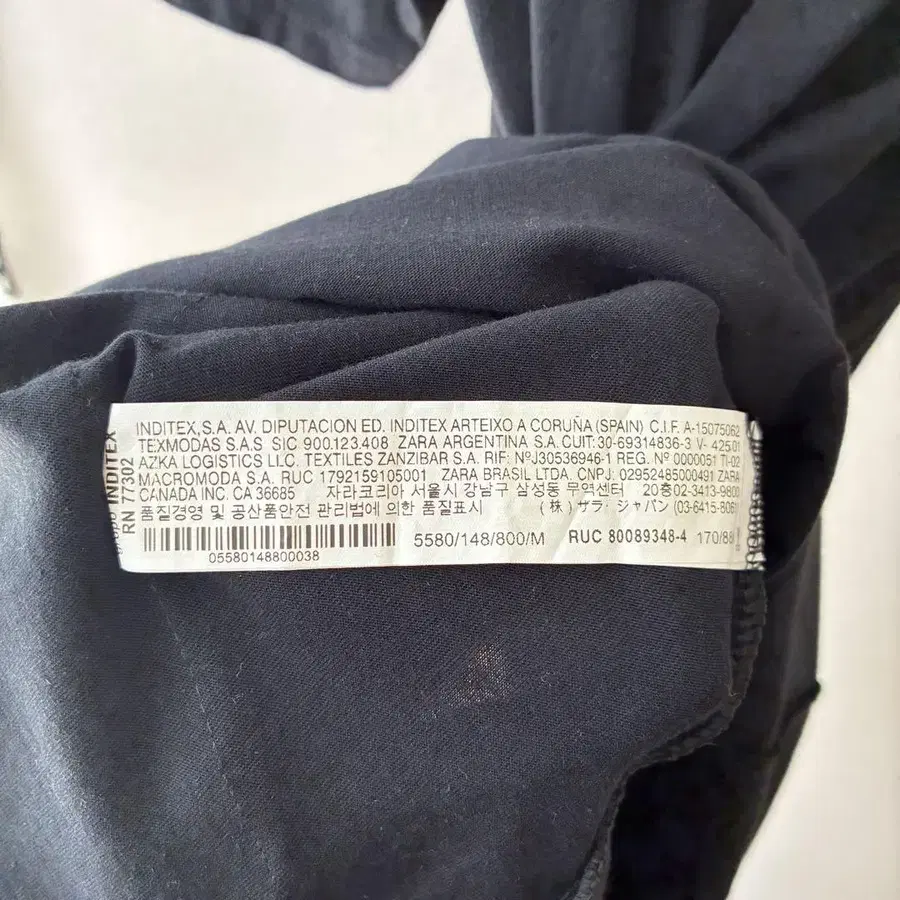 INDITEX
RN 77302
INDITEX,S.A. AV. DIPUTACION ED. INDITEX ARTEIXO A CORUÑA (SPAIN) C.I.F. A-15075062
TEXMODAS S.A.S SIC 900.123.408 ZARA ARGENTINA S.A. CUIT: 30-69314836-3 V- 425.01
AZKA LOGISTICS LLC. TEXTILES ZANZIBAR S.A. RIF: NºJ30536946-1 REG. Nº 0000051 TI-02
MACROMODA S.A. RUC 1792159105001 ZARA BRASIL LTDA. CNPJ: 02952485000491 ZARA
CANADA INC. CA 36685 자라코리아 서울시 강남구 삼성동 무역센터 20층 02-3413-9800
품질경영 및 공산품안전 관리법에 의한 품질표시 (株) ザラ・ジャパン (03-6415-8061
05580148800038
5580/148/800/M RUC 80089348-4 170/88